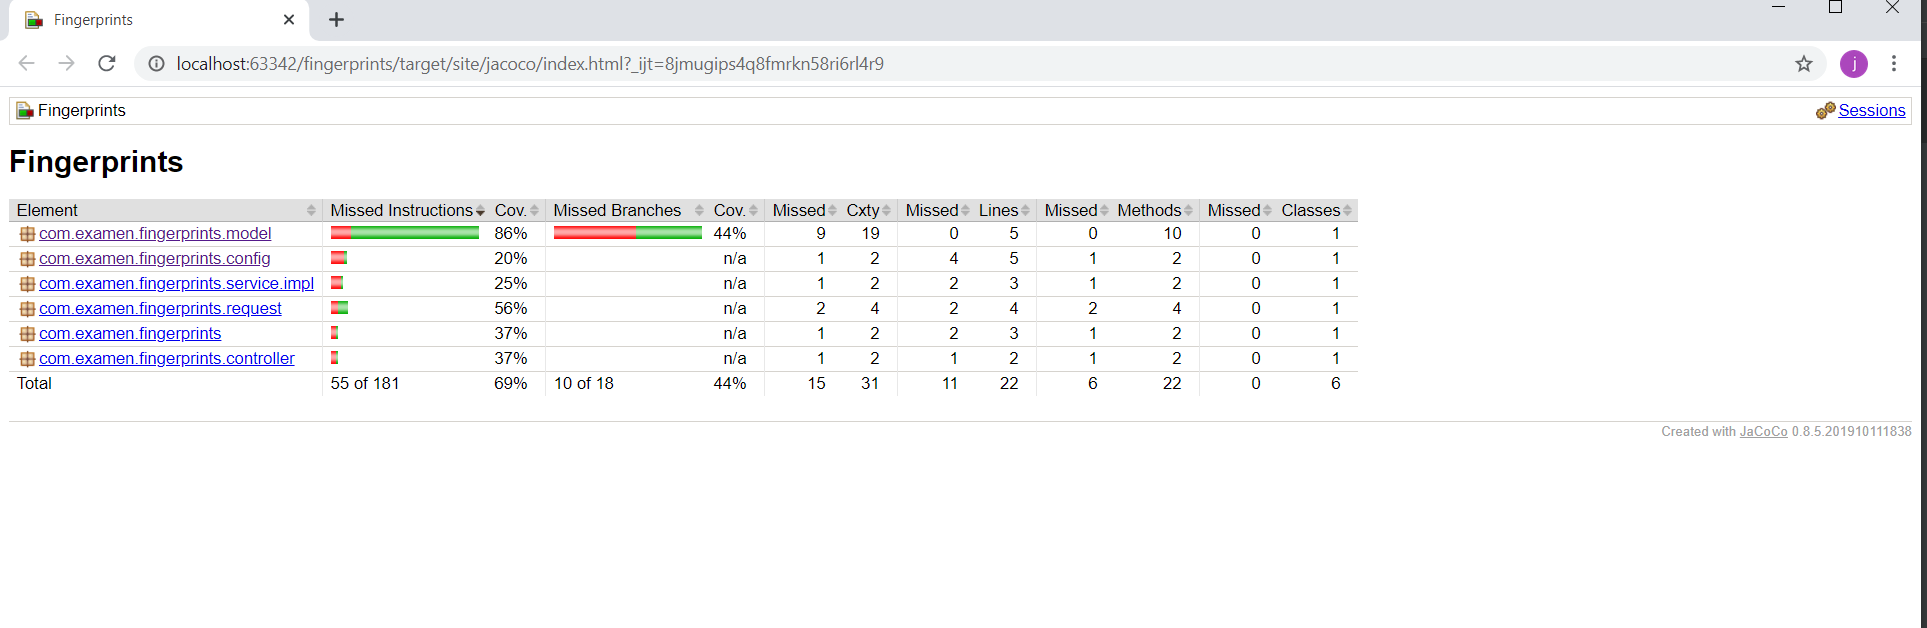 Fingerprints
localhost:63342/fingerprints/target/site/jacoco/index.html?_ijt=8jmugips4q8fmrkn58ri6rl4r9
j
Fingerprints Sessions
Fingerprints
Element Missed Instructions Cov. Missed Branches Cov. Missed Cxty Missed Lines Missed Methods Missed Classes
com.examen.fingerprints.model 86% 44% 9 19 0 5 0 10 0 1
com.examen.fingerprints.config 20% n/a 1 2 4 5 1 2 0 1
com.examen.fingerprints.service.impl 25% n/a 1 2 2 3 1 2 0 1
com.examen.fingerprints.request 56% n/a 2 4 2 4 2 4 0 1
com.examen.fingerprints 37% n/a 1 2 2 3 1 2 0 1
com.examen.fingerprints.controller 37% n/a 1 2 1 2 1 2 0 1
Total 55 of 181 69% 10 of 18 44% 15 31 11 22 6 22 0 6
Created with JaCoCo 0.8.5.201910111838